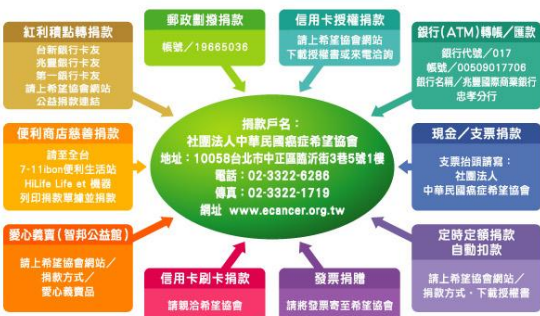 紅利積點轉捐款
台新銀行卡友
兆豐銀行卡友
第一銀行卡友
請上希望協會網站
公益捐款連結
郵政劃撥捐款
帳號／19665036
信用卡授權捐款
請上希望協會網站
下載授權書或來電洽詢
銀行(ATM)轉帳／匯款
銀行代號／017
帳號／00509017706
銀行名稱／兆豐國際商業銀行
忠孝分行
便利商店慈善捐款
請至全台
7-11ibon便利生活站
HiLife Life et 機器
列印捐款單據並捐款
捐款戶名：
社團法人中華民國癌症希望協會
地址：10058台北市中正區臨沂街3巷5號1樓
電話：02-3322-6286
傳真：02-3322-1719
網址 www.ecancer.org.tw
現金／支票捐款
支票抬頭請寫：
社團法人
中華民國癌症希望協會
愛心義賣(智邦公益館)
請上希望協會網站／
捐款方式／
愛心義賣品
信用卡刷卡捐款
請親洽希望協會
發票捐贈
請將發票寄至希望協會
定時定額捐款
自動扣款
請上希望協會網站／
捐款方式・下載授權書